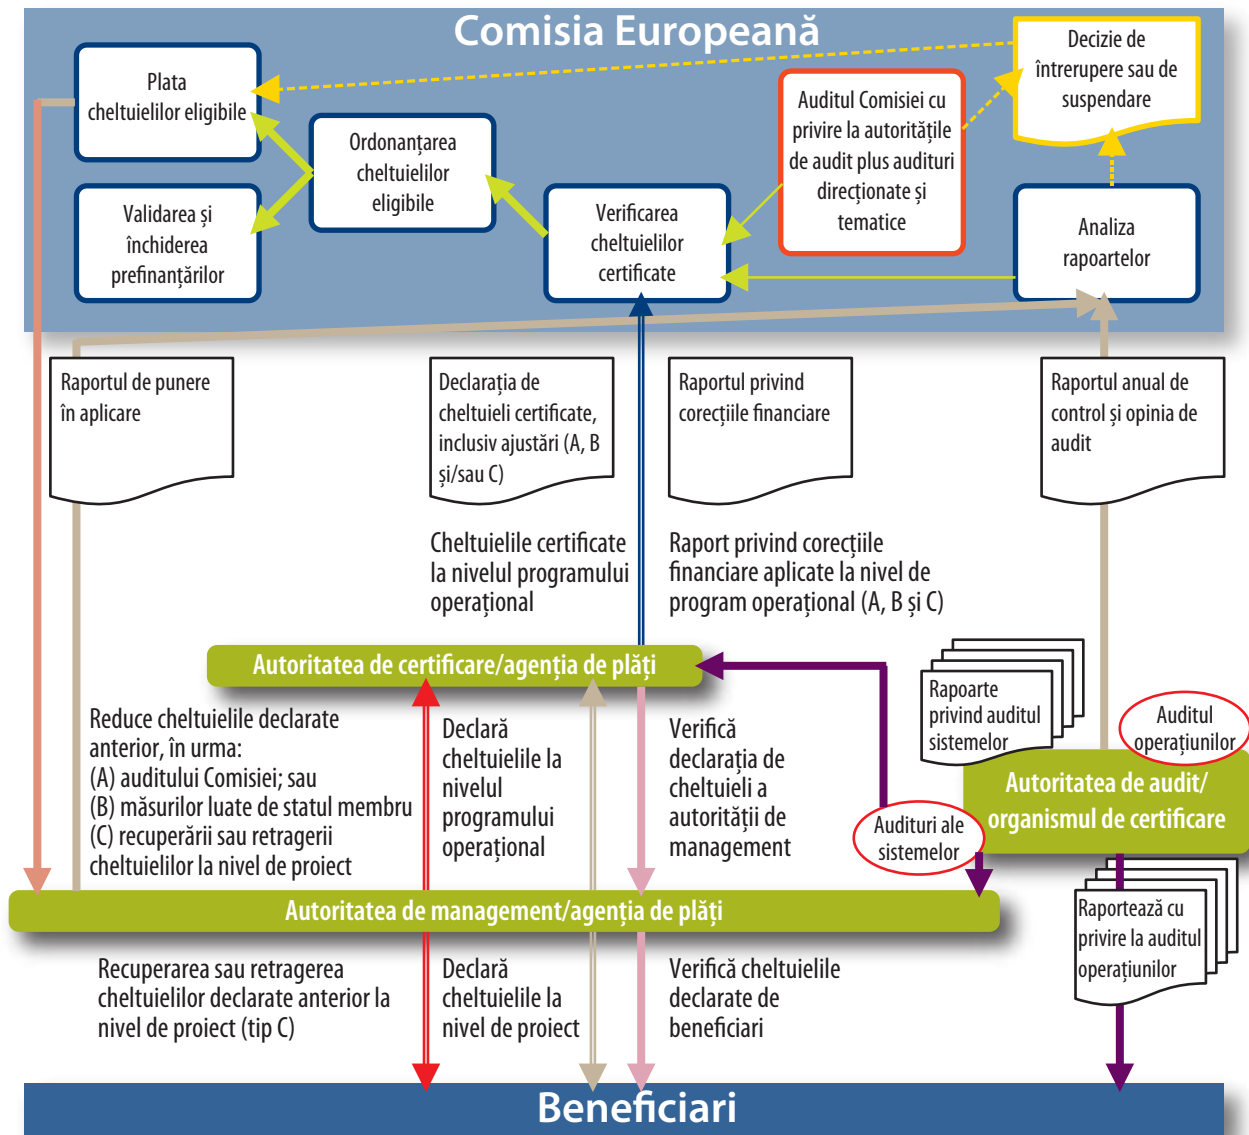 Comisia Europeană
Plata
cheltuielilor eligibile
Validarea și
închiderea
prefinanțărilor
Ordonanțarea
cheltuielilor
eligibile
Verificarea
cheltuielilor
certificate
Auditul Comisiei cu
privire la autoritățile
de audit plus audituri
direcționate și
tematice
Decizie de
întrerupere sau de
suspendare
Analiza
rapoartelor
Raportul de punere
în aplicare
Declarația de
cheltuieli certificate,
inclusiv ajustări (A, B
și/sau C)
Raportul privind
corecțiile financiare
Raportul anual de
control și opinia de
audit
Cheltuielile certificate
la nivelul programului
operațional
Raport privind corecțiile
financiare aplicate la nivel de
program operațional (A, B și C)
Autoritatea de certificare/agenția de plăți
Reduce cheltuielile declarate
anterior, în urma:
(A) auditului Comisiei; sau
(B) măsurilor luate de statul membru
(C) recuperării sau retragerii
cheltuielilor la nivel de proiect
Declară
cheltuielile la
nivelul
programului
operațional
Verifică
declarația de
cheltuieli a
autorității de
management
Rapoarte
privind auditul
sistemelor
Auditul
operațiunilor
Autoritatea de audit/
organismul de certificare
Audituri ale
sistemelor
Autoritatea de management/agenția de plăți
Raportează cu
privire la auditul
operațiunilor
Recuperarea sau retragerea
cheltuielilor declarate anterior la
nivel de proiect (tip C)
Declară
cheltuielile la
nivel de proiect
Verifică cheltuielile
declarate de
beneficiari
Beneficiari